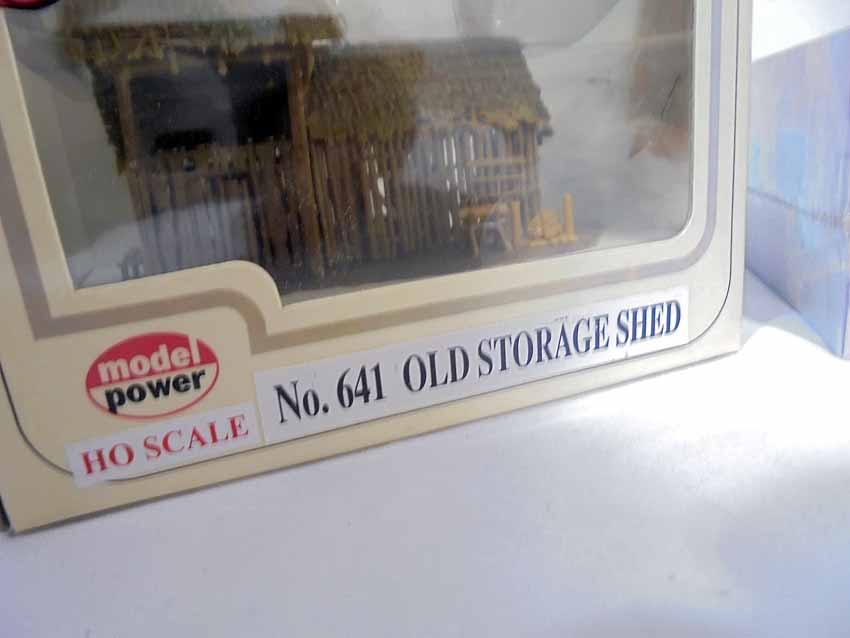 model
power
HO SCALE
No. 641 OLD STORAGE SHED